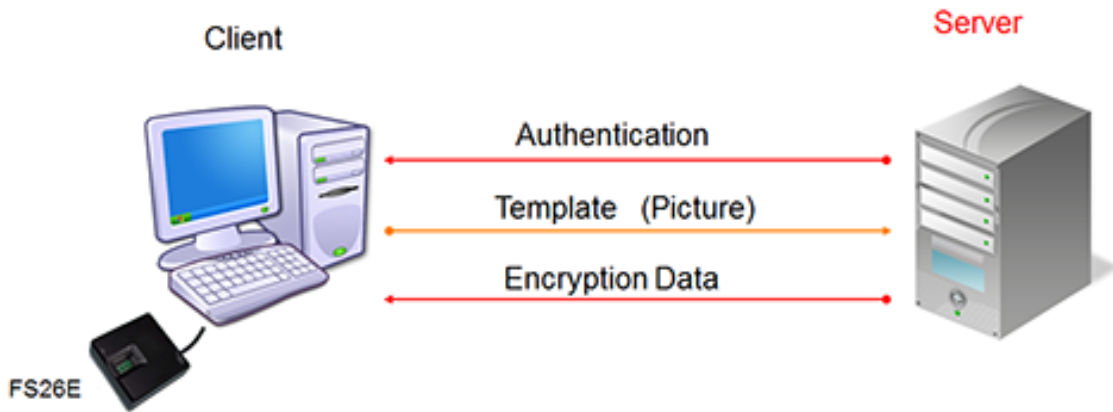 Client
Server
Authentication
Template (Picture)
Encryption Data
FS26E